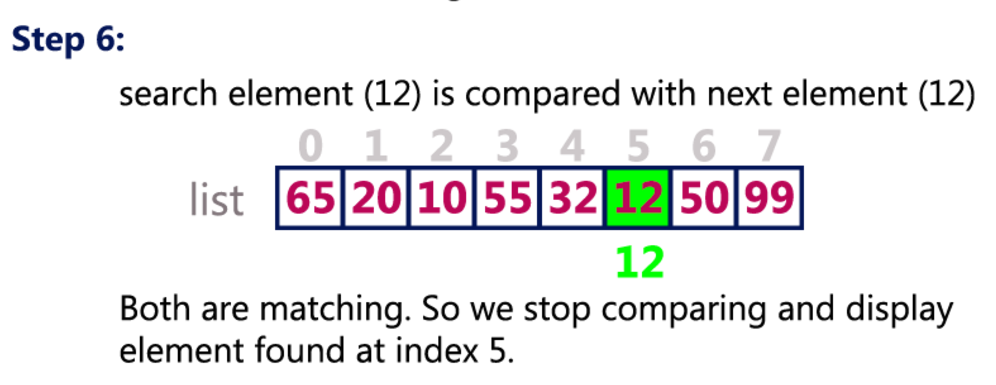 Step 6:
search element (12) is compared with next element (12)
0 1 2 3 4 5 6 7
list 65 20 10 55 32 12 50 99
12
Both are matching. So we stop comparing and display
element found at index 5.